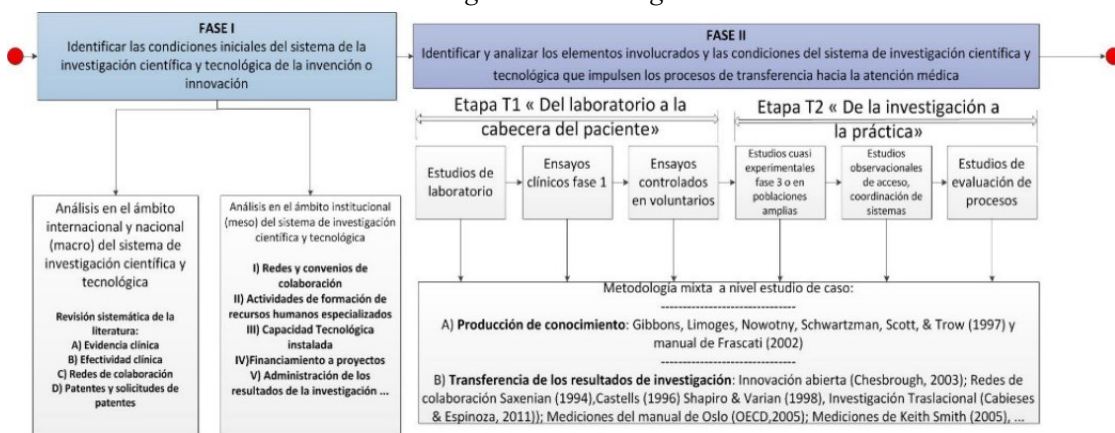 FASE I
Identificar las condiciones iniciales del sistema de la
investigación científica y tecnológica de la invención o
innovación
FASE II
Identificar y analizar los elementos involucrados y las condiciones del sistema de investigación científica y
tecnológica que impulsen los procesos de transferencia hacia la atención médica
Etapa T1 « Del laboratorio a la
cabecera del paciente»
Etapa T2 « De la investigación a
la práctica»
Estudios de
laboratorio
Ensayos
clínicos fase 1
Ensayos
controlados
en voluntarios
Estudios cuasi
experimentales
fase 3 o en
poblaciones
amplias
Estudios
observacionales
de acceso,
coordinación de
sistemas
Estudios de
evaluación de
procesos
Análisis en el ámbito
internacional y nacional
(macro) del sistema de
investigación científica y
tecnológica
Revisión sistemática de la
literatura:
A) Evidencia clínica
B) Efectividad clínica
C) Redes de colaboración
D) Patentes y solicitudes de
patentes
Análisis en el ámbito institucional
(meso) del sistema de investigación
científica y tecnológica
I) Redes y convenios de
colaboración
II) Actividades de formación de
recursos humanos especializados
III) Capacidad Tecnológica
instalada
IV)Financiamiento a proyectos
V) Administración de los
resultados de la investigación ...
Metodología mixta a nivel estudio de caso:
--------------------------------
A) Producción de conocimiento: Gibbons, Limoges, Nowotny, Schwartzman, Scott, & Trow (1997) y
manual de Frascati (2002)
--------------------------------
B) Transferencia de los resultados de investigación: Innovación abierta (Chesbrough, 2003); Redes de
colaboración Saxenian (1994),Castells (1996) Shapiro & Varian (1998), Investigación Traslacional (Cabieses
& Espinoza, 2011)); Mediciones del manual de Oslo (OECD,2005); Mediciones de Keith Smith (2005), ...